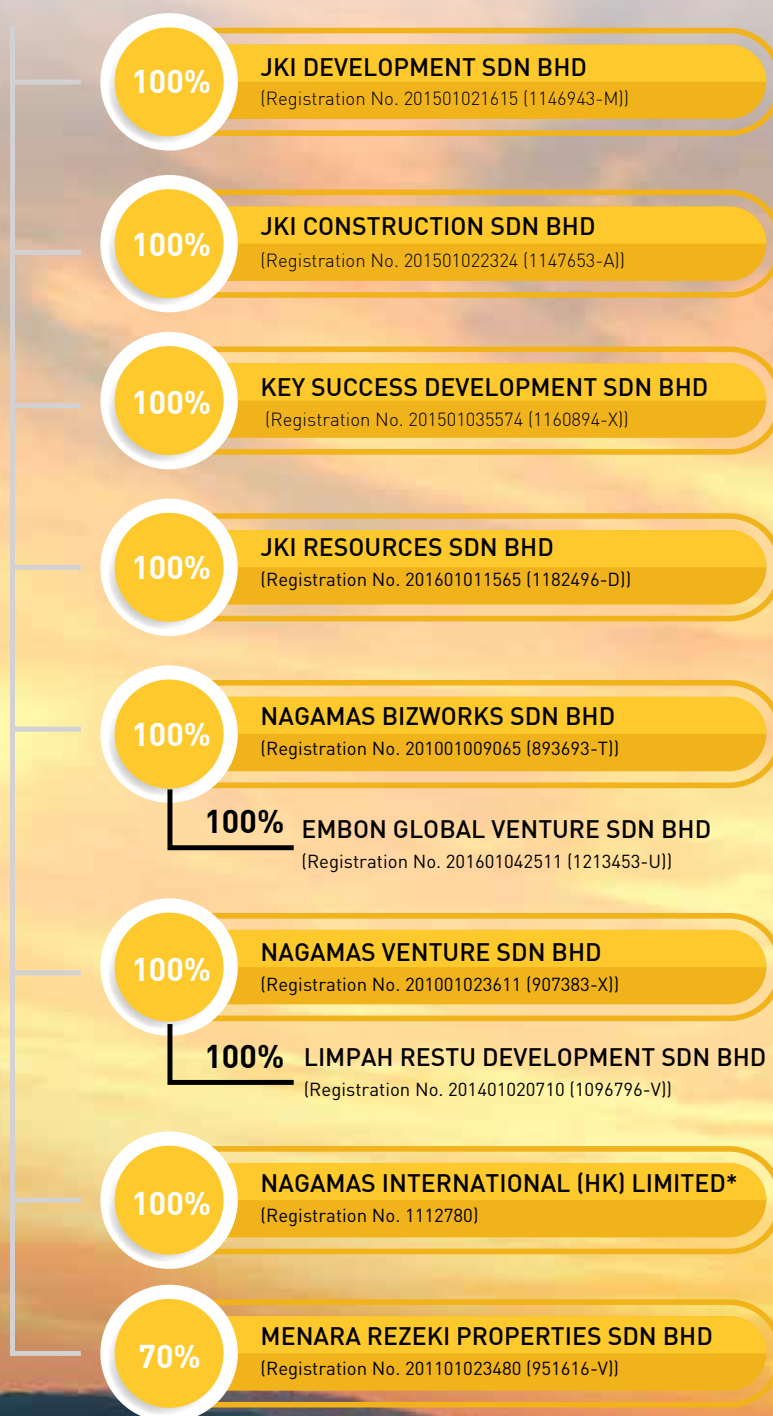 100%
JKI DEVELOPMENT SDN BHD
(Registration No. 201501021615 (1146943-M))
100%
JKI CONSTRUCTION SDN BHD
(Registration No. 201501022324 (1147653-A))
100%
KEY SUCCESS DEVELOPMENT SDN BHD
(Registration No. 201501035574 (1160894-X))
100%
JKI RESOURCES SDN BHD
(Registration No. 201601011565 (1182496-D))
100%
NAGAMAS BIZWORKS SDN BHD
(Registration No. 201001009065 (893693-T))
100% EMBON GLOBAL VENTURE SDN BHD
(Registration No. 201601042511 (1213453-U))
100%
NAGAMAS VENTURE SDN BHD
(Registration No. 201001023611 (907383-X))
100% LIMPAH RESTU DEVELOPMENT SDN BHD
(Registration No. 201401020710 (1096796-V))
100%
NAGAMAS INTERNATIONAL (HK) LIMITED*
(Registration No. 1112780)
70%
MENARA REZEKI PROPERTIES SDN BHD
(Registration No. 201101023480 (951616-V))